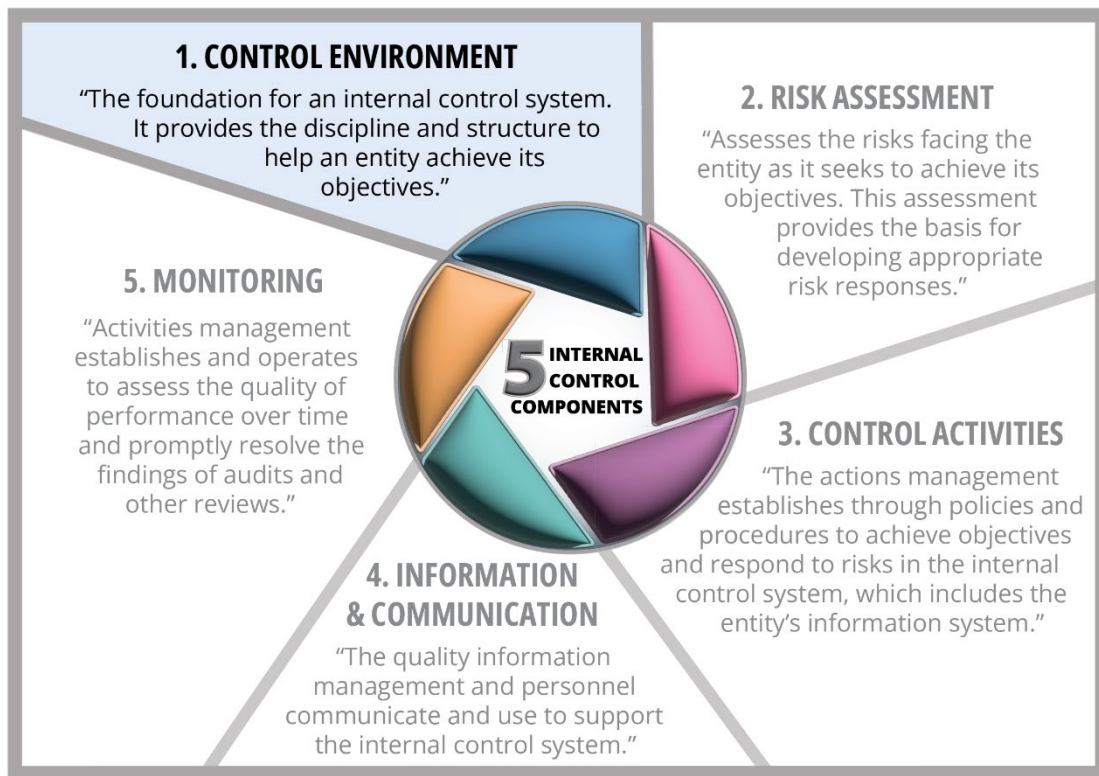 1. CONTROL ENVIRONMENT
“The foundation for an internal control system.
It provides the discipline and structure to
help an entity achieve its
objectives.”
2. RISK ASSESSMENT
“Assesses the risks facing the
entity as it seeks to achieve its
objectives. This assessment
provides the basis for
developing appropriate
risk responses.”
3. CONTROL ACTIVITIES
“The actions management
establishes through policies and
procedures to achieve objectives
and respond to risks in the internal
control system, which includes the
entity’s information system.”
4. INFORMATION
& COMMUNICATION
“The quality information
management and personnel
communicate and use to support
the internal control system.”
5. MONITORING
“Activities management
establishes and operates
to assess the quality of
performance over time
and promptly resolve the
findings of audits and
other reviews.”
5 INTERNAL
CONTROL
COMPONENTS